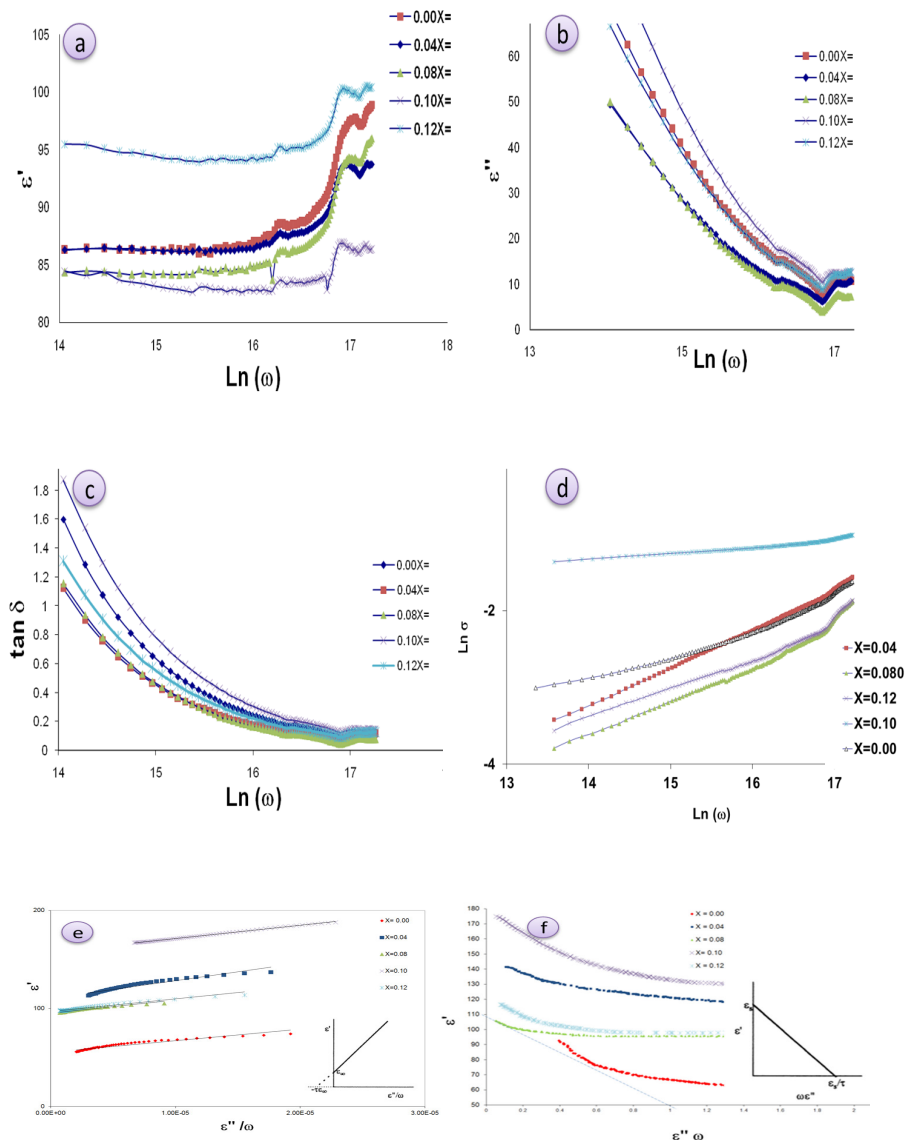 a
105
100
95
90
85
80
ε'
14
15
16
17
18
Ln (ω)
0.00X=
0.04X=
0.08X=
0.10X=
0.12X=
b
60
50
40
30
20
10
0
ε"
13
15
17
Ln (ω)
0.00X=
0.04X=
0.08X=
0.10X=
0.12X=
c
1.8
1.6
1.4
1.2
1
0.8
0.6
0.4
0.2
0
tan δ
14
15
16
17
Ln (ω)
0.00X=
0.04X=
0.08X=
0.10X=
0.12X=
d
-2
-4
Ln σ
13
14
15
16
17
Ln (ω)
X=0.04
X=0.080
X=0.12
X=0.10
X=0.00
e
200
100
0
ε'
0.00E+00
1.00E-05
2.00E-05
3.00E-05
ε" /ω
X= 0.00
X=0.04
X= 0.08
X=0.10
X=0.12
ε'
ε∞
-τε∞
ε"/ω
f
180
170
160
150
140
130
120
110
100
90
80
70
60
50
ε'
0
0.2
0.4
0.6
0.8
1
1.2
1.4
1.6
1.8
2
ε" ω
X = 0.00
X = 0.04
X = 0.08
X = 0.10
X = 0.12
εs
ε'
εs/τ
ωε"